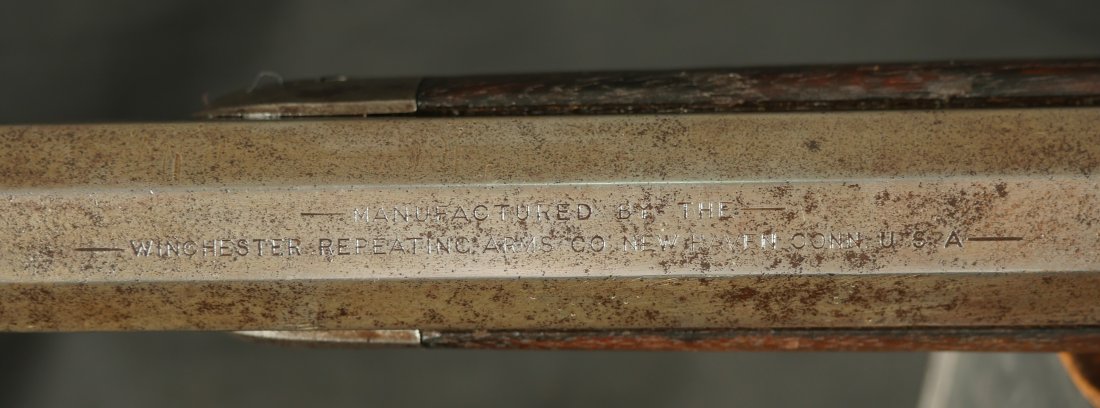 — MANUFACTURED BY THE —
— WINCHESTER REPEATING ARMS CO. NEW HAVEN. CONN. U.S.A —